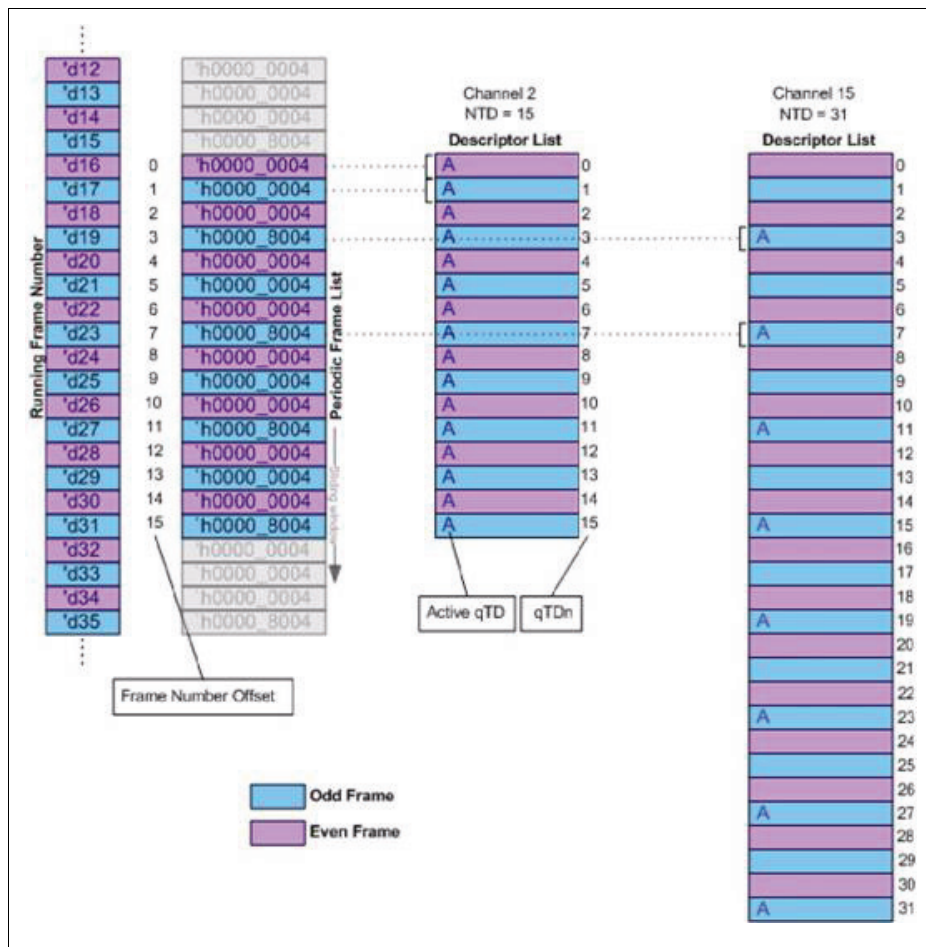 Running Frame Number
'd12
'd13
'd14
'd15
'd16
'd17
'd18
'd19
'd20
'd21
'd22
'd23
'd24
'd25
'd26
'd27
'd28
'd29
'd30
'd31
'd32
'd33
'd34
'd35
0
1
2
3
4
5
6
7
8
9
10
11
12
13
14
15
Frame Number Offset
'h0000_0004
'h0000_0004
'h0000_0004
'h0000_8004
'h0000_0004
'h0000_0004
'h0000_0004
'h0000_8004
'h0000_0004
'h0000_0004
'h0000_0004
'h0000_8004
'h0000_0004
'h0000_0004
'h0000_0004
'h0000_8004
'h0000_0004
'h0000_0004
'h0000_0004
'h0000_8004
'h0000_0004
'h0000_0004
'h0000_0004
'h0000_8004
Periodic Frame List
Sliding window
Channel 2
NTD = 15
Descriptor List
A 0
A 1
A 2
A 3
A 4
A 5
A 6
A 7
A 8
A 9
A 10
A 11
A 12
A 13
A 14
A 15
Active qTD
qTDn
Channel 15
NTD = 31
Descriptor List
0
1
2
A 3
4
5
6
A 7
8
9
10
A 11
12
13
14
A 15
16
17
18
A 19
20
21
22
A 23
24
25
26
A 27
28
29
30
A 31
Odd Frame
Even Frame